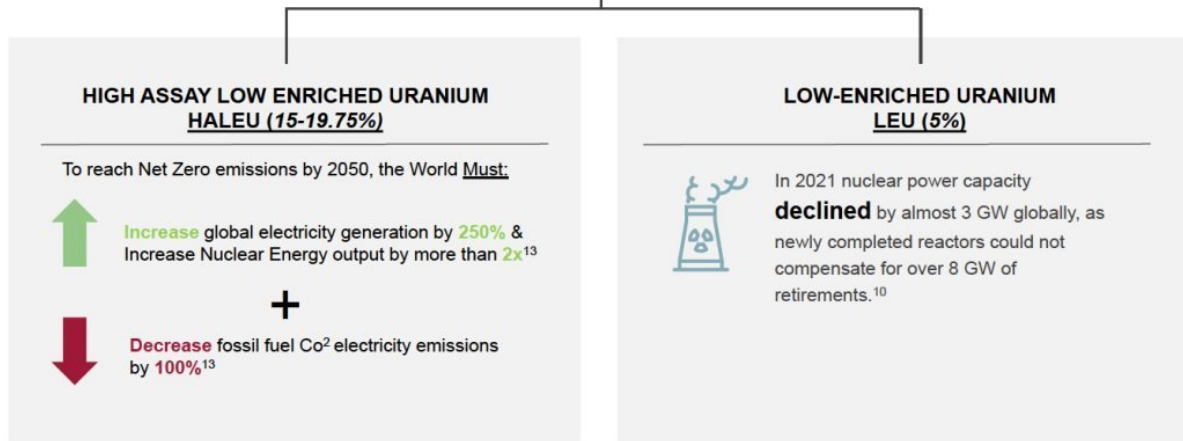 HIGH ASSAY LOW ENRICHED URANIUM
HALEU (15-19.75%)
To reach Net Zero emissions by 2050, the World Must:
Increase global electricity generation by 250% &
Increase Nuclear Energy output by more than 2x¹³
+
Decrease fossil fuel Co² electricity emissions
by 100%¹³
LOW-ENRICHED URANIUM
LEU (5%)
In 2021 nuclear power capacity
declined by almost 3 GW globally, as
newly completed reactors could not
compensate for over 8 GW of
retirements.¹⁰